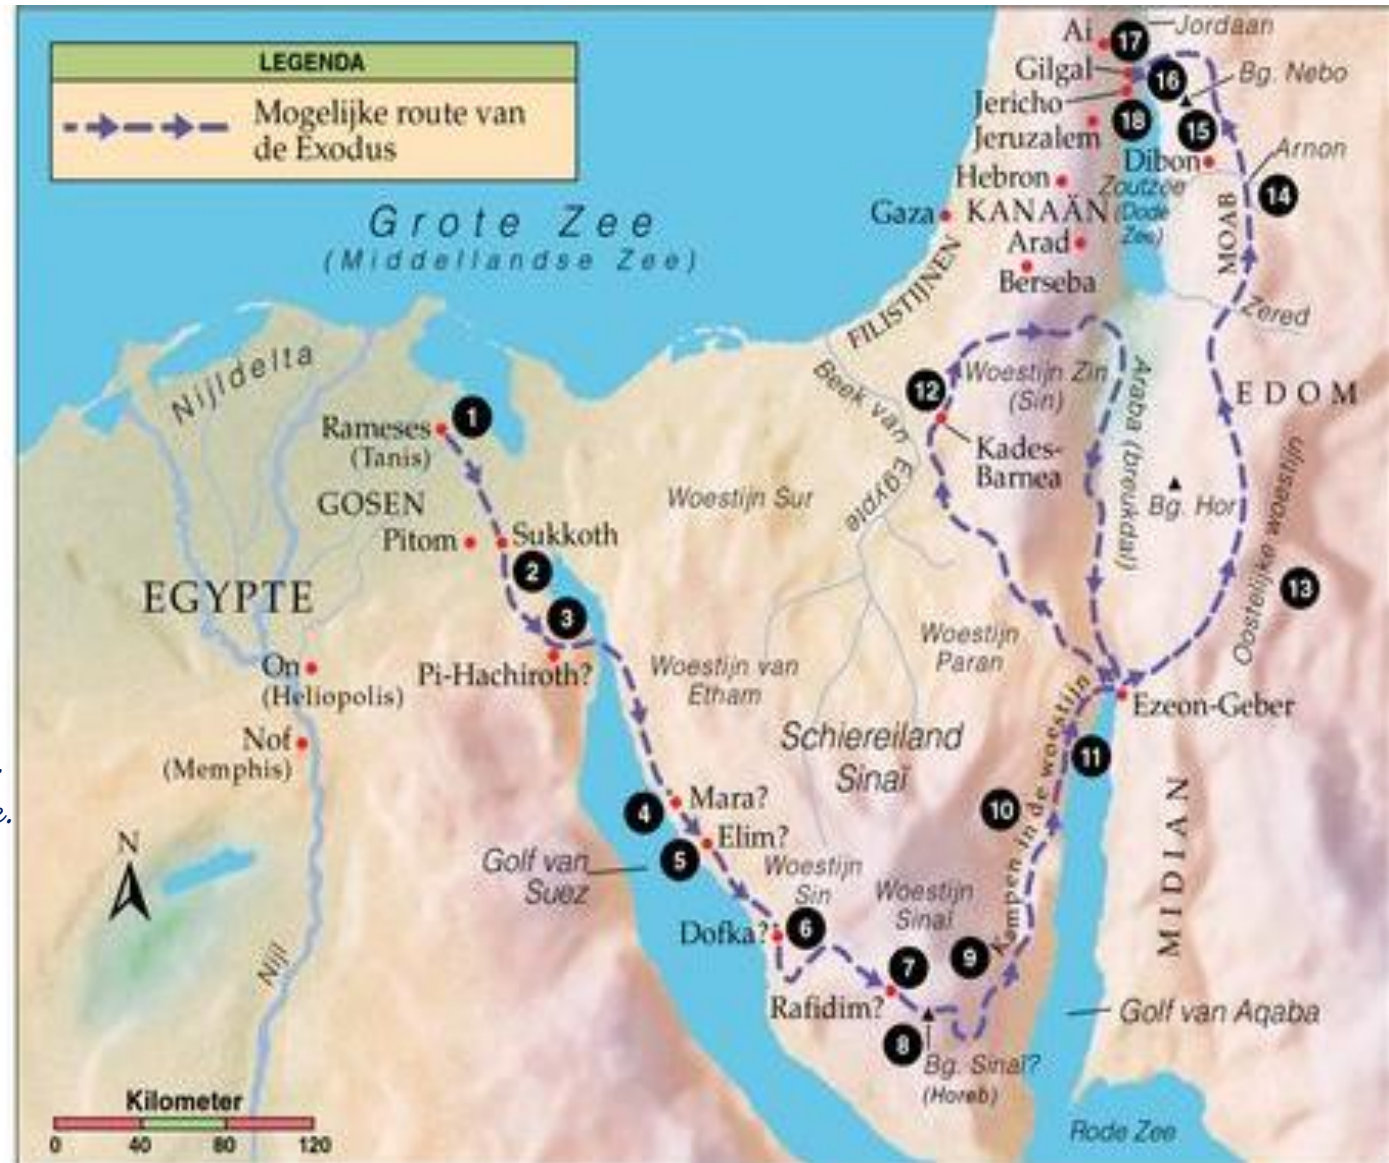 LEGENDA
Mogelijke route van
de Exodus
Grote Zee
(Middellandse Zee)
Ai
17
Jordaan
Gilgal
16
Bg. Nebo
Jericho
18
15
Jeruzalem
Dibon
Arnon
Hebron
Zoutzee
(Dode
Zee)
14
Gaza
KANAÄN
MOAB
Arad
Berseba
FILISTIJNEN
Zered
Nijldelta
Beek van Egypte
12
Woestijn Zin
(Sin)
Araba (breukdal)
EDOM
1
Rameses
(Tanis)
Kades-
Barnea
GOSEN
Woestijn Sur
Bg. Hor
Oostelijke woestijn
Pitom
Sukkoth
2
EGYPTE
3
13
Pi-Hachiroth?
Woestijn van
Etham
Woestijn
Paran
On
(Heliopolis)
Ezeon-Geber
Nof
(Memphis)
Schiereiland
Sinaï
11
4
Mara?
10
Kampen in de woestijn
MIDIAN
5
Elim?
N
Golf van
Suez
Woestijn
Sin
Woestijn
Sinaï
Dofka?
6
7
9
Nijl
Rafidim?
Golf van Aqaba
8
Bg. Sinaï?
(Horeb)
Kilometer
0 40 80 120
Rode Zee